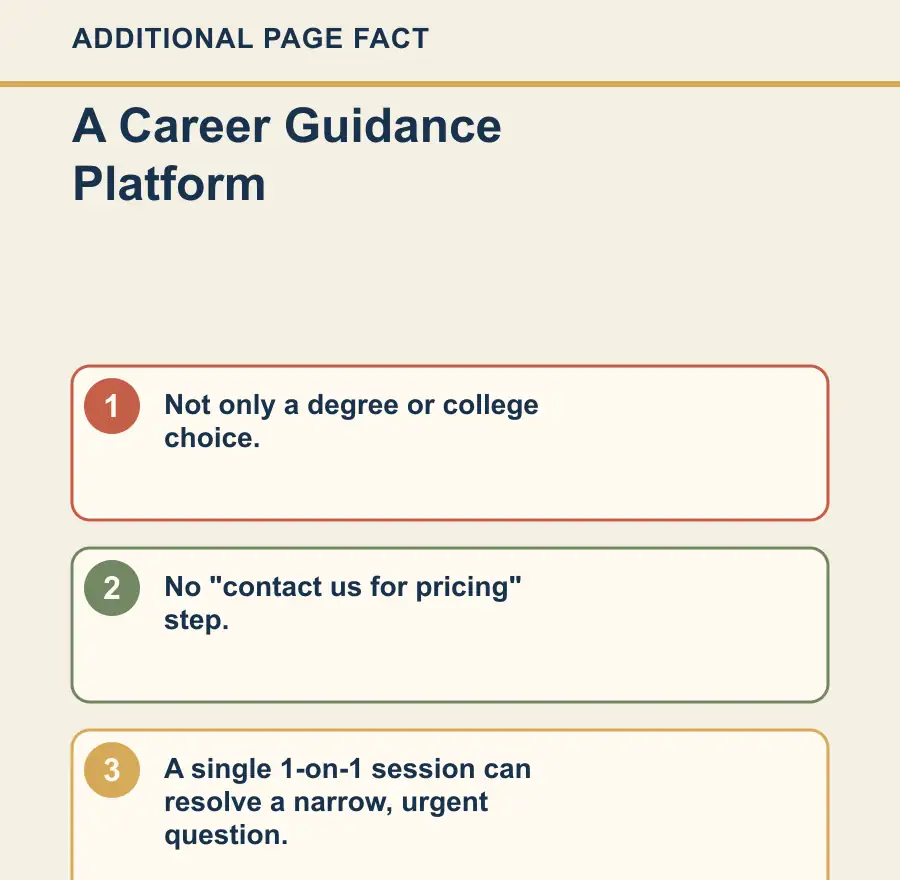 ADDITIONAL PAGE FACT
A Career Guidance
Platform
1
Not only a degree or college
choice.
2
No "contact us for pricing"
step.
3
A single 1-on-1 session can
resolve a narrow, urgent
question.